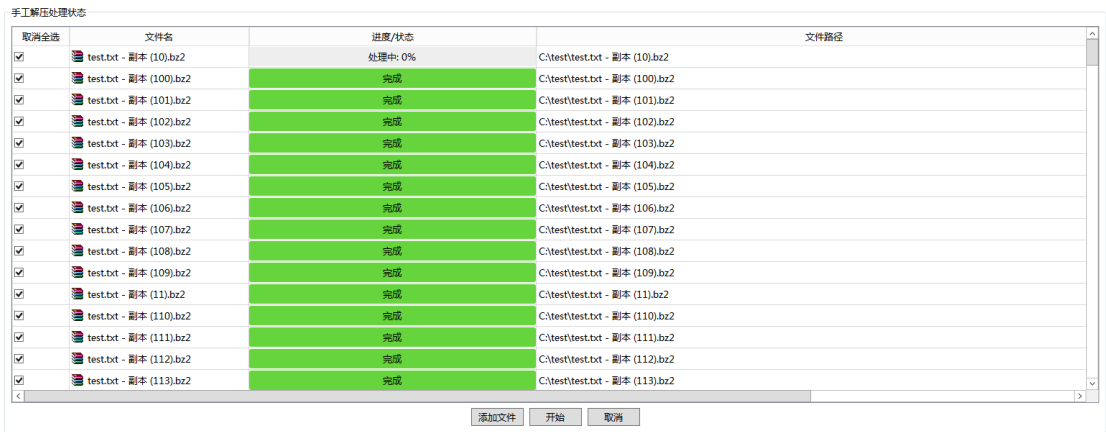 手工解压处理状态
取消全选 文件名 进度/状态 文件路径
test.txt - 副本 (10).bz2 处理中: 0% C:\test\test.txt - 副本 (10).bz2
test.txt - 副本 (100).bz2 完成 C:\test\test.txt - 副本 (100).bz2
test.txt - 副本 (101).bz2 完成 C:\test\test.txt - 副本 (101).bz2
test.txt - 副本 (102).bz2 完成 C:\test\test.txt - 副本 (102).bz2
test.txt - 副本 (103).bz2 完成 C:\test\test.txt - 副本 (103).bz2
test.txt - 副本 (104).bz2 完成 C:\test\test.txt - 副本 (104).bz2
test.txt - 副本 (105).bz2 完成 C:\test\test.txt - 副本 (105).bz2
test.txt - 副本 (106).bz2 完成 C:\test\test.txt - 副本 (106).bz2
test.txt - 副本 (107).bz2 完成 C:\test\test.txt - 副本 (107).bz2
test.txt - 副本 (108).bz2 完成 C:\test\test.txt - 副本 (108).bz2
test.txt - 副本 (109).bz2 完成 C:\test\test.txt - 副本 (109).bz2
test.txt - 副本 (11).bz2 完成 C:\test\test.txt - 副本 (11).bz2
test.txt - 副本 (110).bz2 完成 C:\test\test.txt - 副本 (110).bz2
test.txt - 副本 (111).bz2 完成 C:\test\test.txt - 副本 (111).bz2
test.txt - 副本 (112).bz2 完成 C:\test\test.txt - 副本 (112).bz2
test.txt - 副本 (113).bz2 完成 C:\test\test.txt - 副本 (113).bz2
添加文件 开始 取消